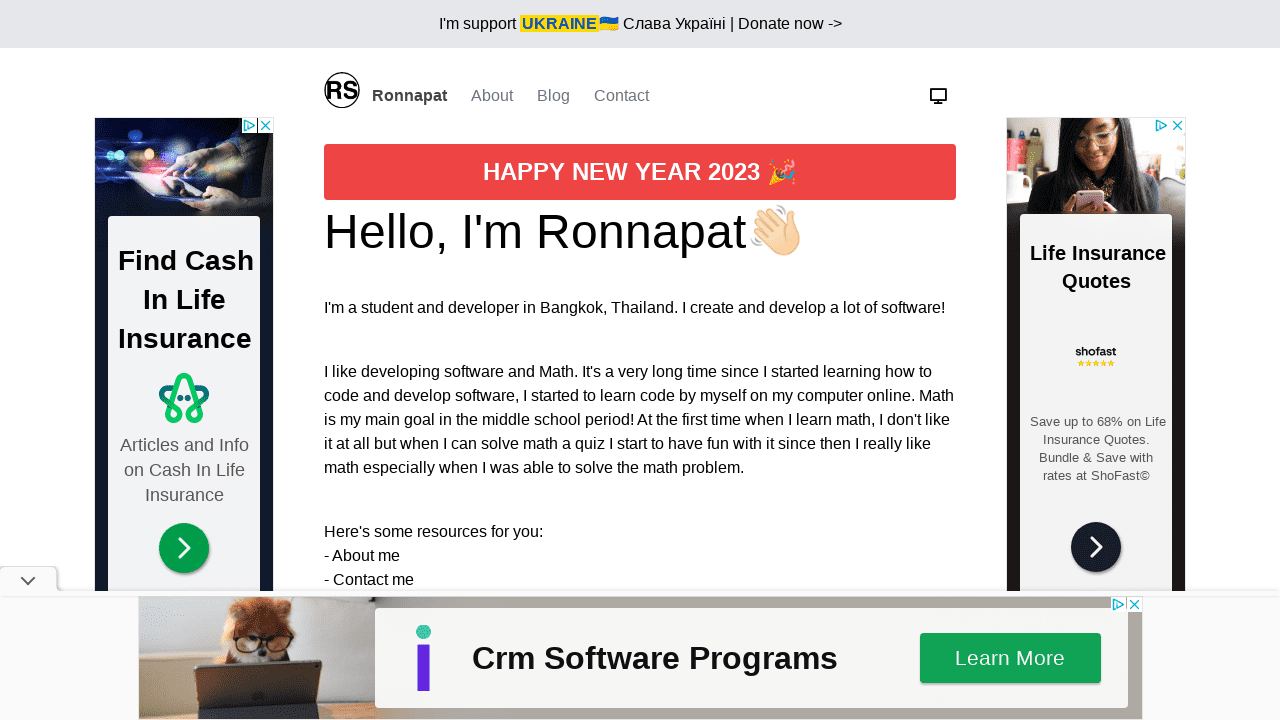 I'm support UKRAINE🇺🇦 Слава Україні | Donate now ->
RS Ronnapat About Blog Contact
HAPPY NEW YEAR 2023 🎉
Hello, I'm Ronnapat👋🏻
I'm a student and developer in Bangkok, Thailand. I create and develop a lot of software!
I like developing software and Math. It's a very long time since I started learning how to
code and develop software, I started to learn code by myself on my computer online. Math
is my main goal in the middle school period! At the first time when I learn math, I don't like
it at all but when I can solve math a quiz I start to have fun with it since then I really like
math especially when I was able to solve the math problem.
Here's some resources for you:
- About me
- Contact me
Find Cash
In Life
Insurance
Articles and Info
on Cash In Life
Insurance
Life Insurance
Quotes
shofast
Save up to 68% on Life
Insurance Quotes.
Bundle & Save with
rates at ShoFast©
Crm Software Programs
Learn More